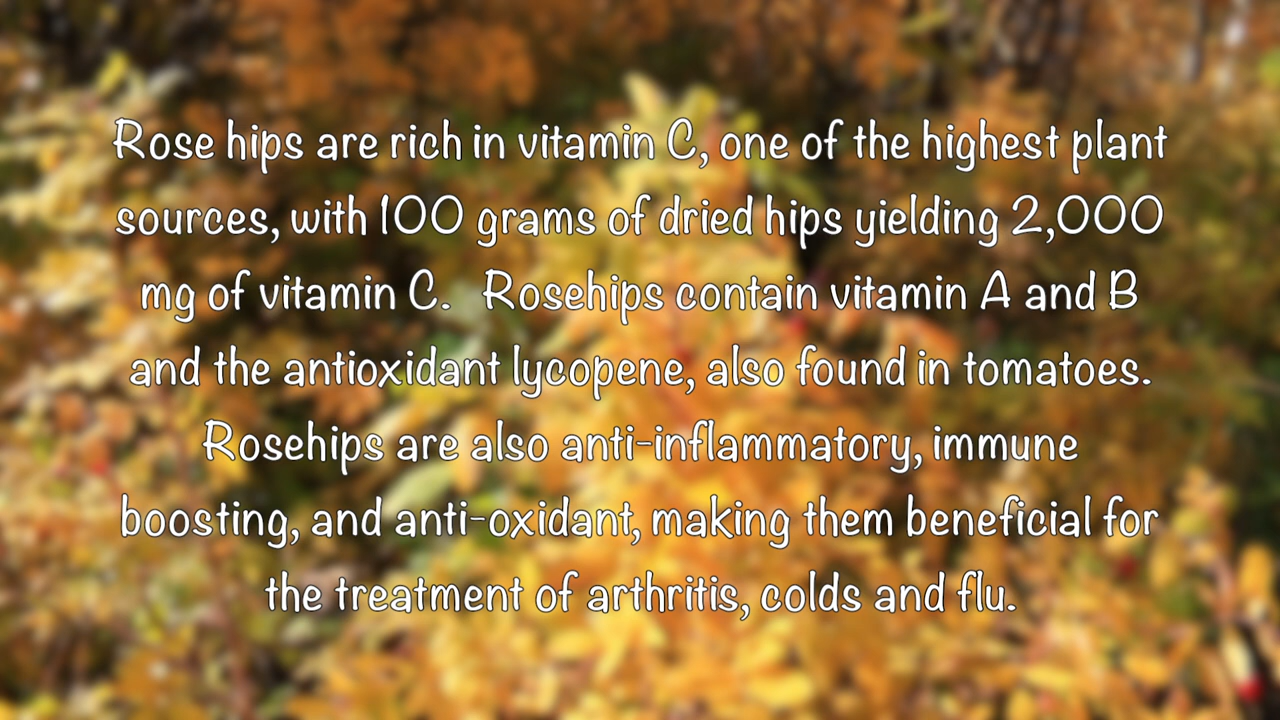 Rose hips are rich in vitamin C, one of the highest plant
sources, with 100 grams of dried hips yielding 2,000
mg of vitamin C.   Rosehips contain vitamin A and B
and the antioxidant lycopene, also found in tomatoes.
Rosehips are also anti-inflammatory, immune
boosting, and anti-oxidant, making them beneficial for
the treatment of arthritis, colds and flu.